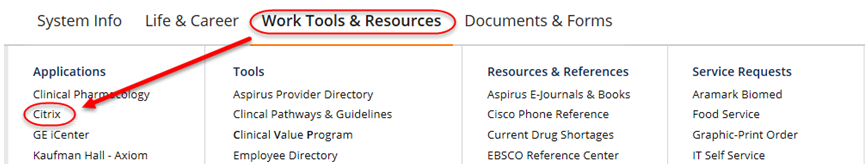 System Info Life & Career Work Tools & Resources Documents & Forms
Applications
Clinical Pharmacology
Citrix
GE iCenter
Kaufman Hall - Axiom
Tools
Aspirus Provider Directory
Clincal Pathways & Guidelines
Clinical Value Program
Employee Directory
Resources & References
Aspirus E-Journals & Books
Cisco Phone Reference
Current Drug Shortages
EBSCO Reference Center
Service Requests
Aramark Biomed
Food Service
Graphic-Print Order
IT Self Service